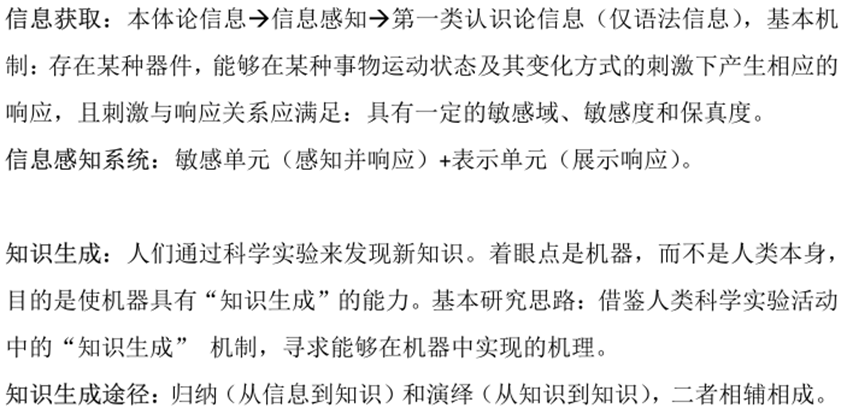 信息获取：本体论信息→信息感知→第一类认识论信息（仅语法信息），基本机
制：存在某种器件，能够在某种事物运动状态及其变化方式的刺激下产生相应的
响应，且刺激与响应关系应满足：具有一定的敏感域、敏感度和保真度。
信息感知系统：敏感单元（感知并响应）+表示单元（展示响应）。
知识生成：人们通过科学实验来发现新知识。着眼点是机器，而不是人类本身，
目的是使机器具有“知识生成”的能力。基本研究思路：借鉴人类科学实验活动
中的“知识生成” 机制，寻求能够在机器中实现的机理。
知识生成途径：归纳（从信息到知识）和演绎（从知识到知识），二者相辅相成。